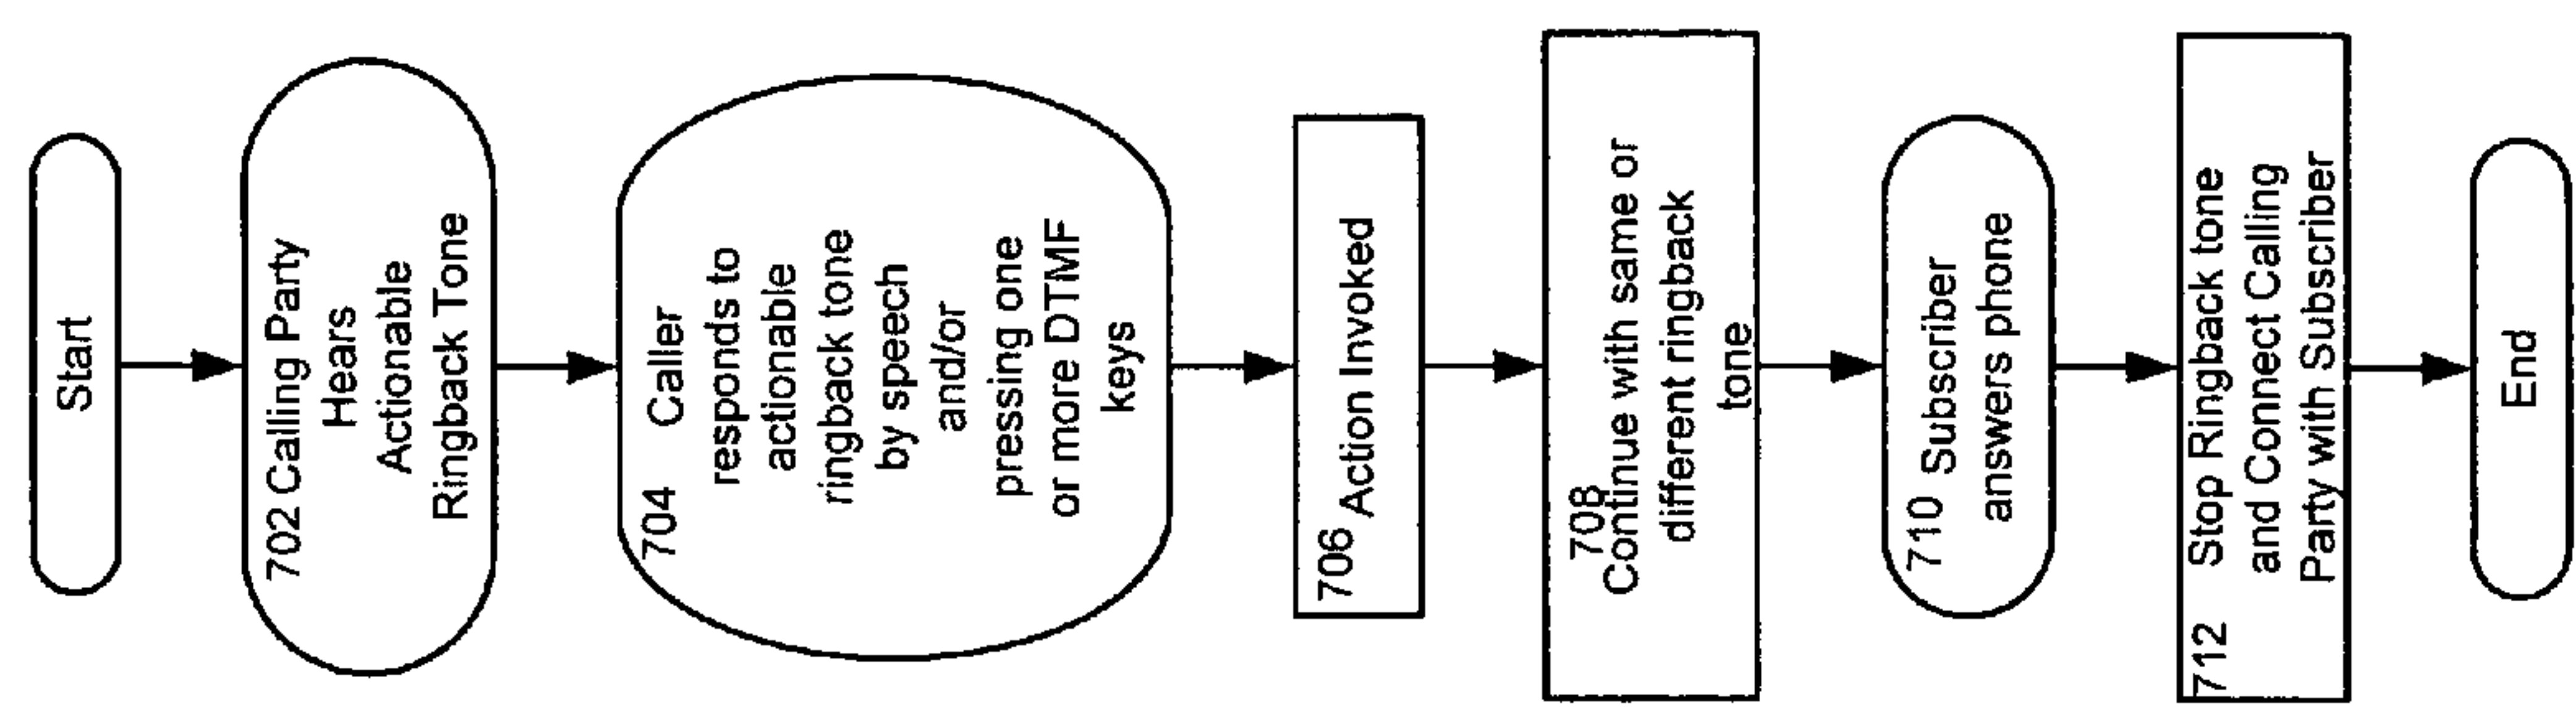 Start
702 Calling Party
Hears
Actionable
Ringback Tone
704 Caller
responds to
actionable
ringback tone
by speech
and/or
pressing one
or more DTMF
keys
706 Action Invoked
708
Continue with same or
different ringback
tone
710 Subscriber
answers phone
712 Stop Ringback tone
and Connect Calling
Party with Subscriber
End